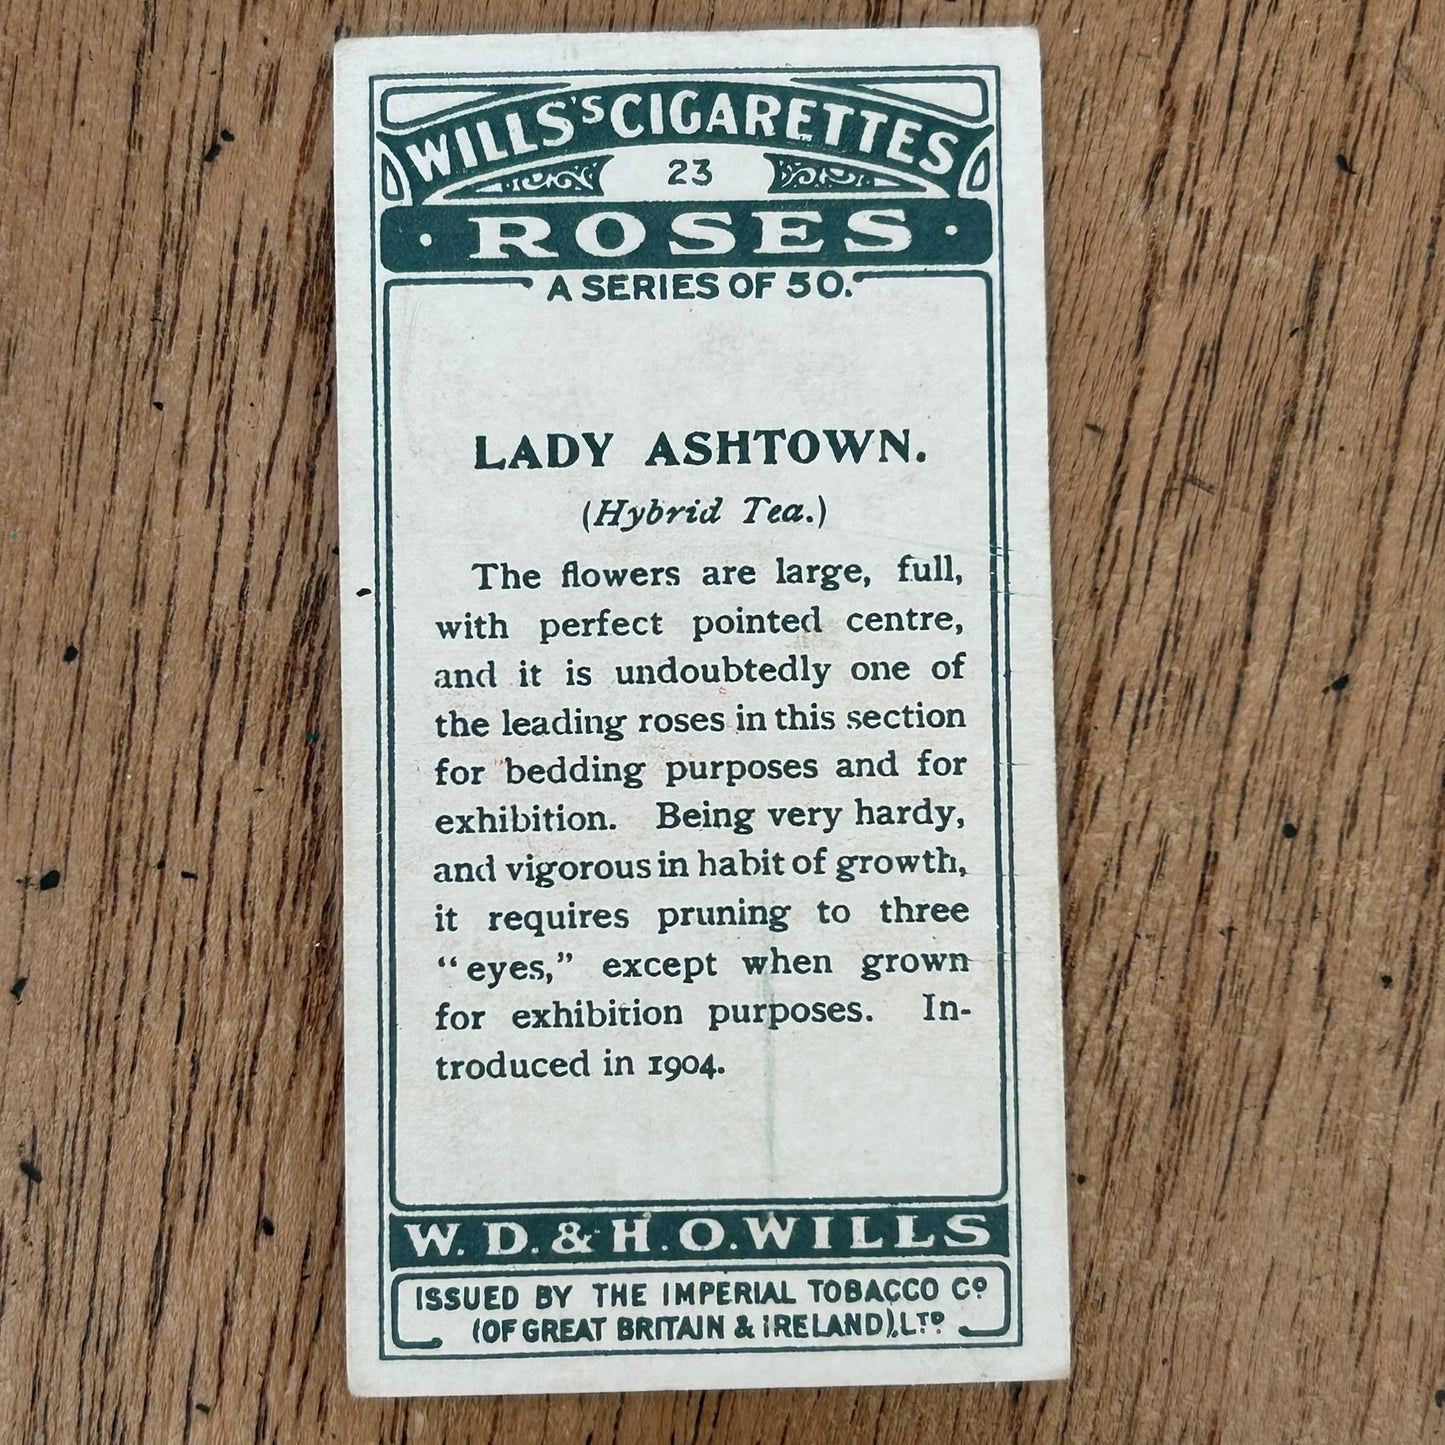 WILLS'S CIGARETTES
23
· ROSES ·
A SERIES OF 50.
LADY ASHTOWN.
(Hybrid Tea.)
The flowers are large, full,
with perfect pointed centre,
and it is undoubtedly one of
the leading roses in this section
for bedding purposes and for
exhibition. Being very hardy,
and vigorous in habit of growth,
it requires pruning to three
“eyes,” except when grown
for exhibition purposes. In-
troduced in 1904.
W. D. & H. O. WILLS
ISSUED BY THE IMPERIAL TOBACCO Cº
(OF GREAT BRITAIN & IRELAND), LTD.